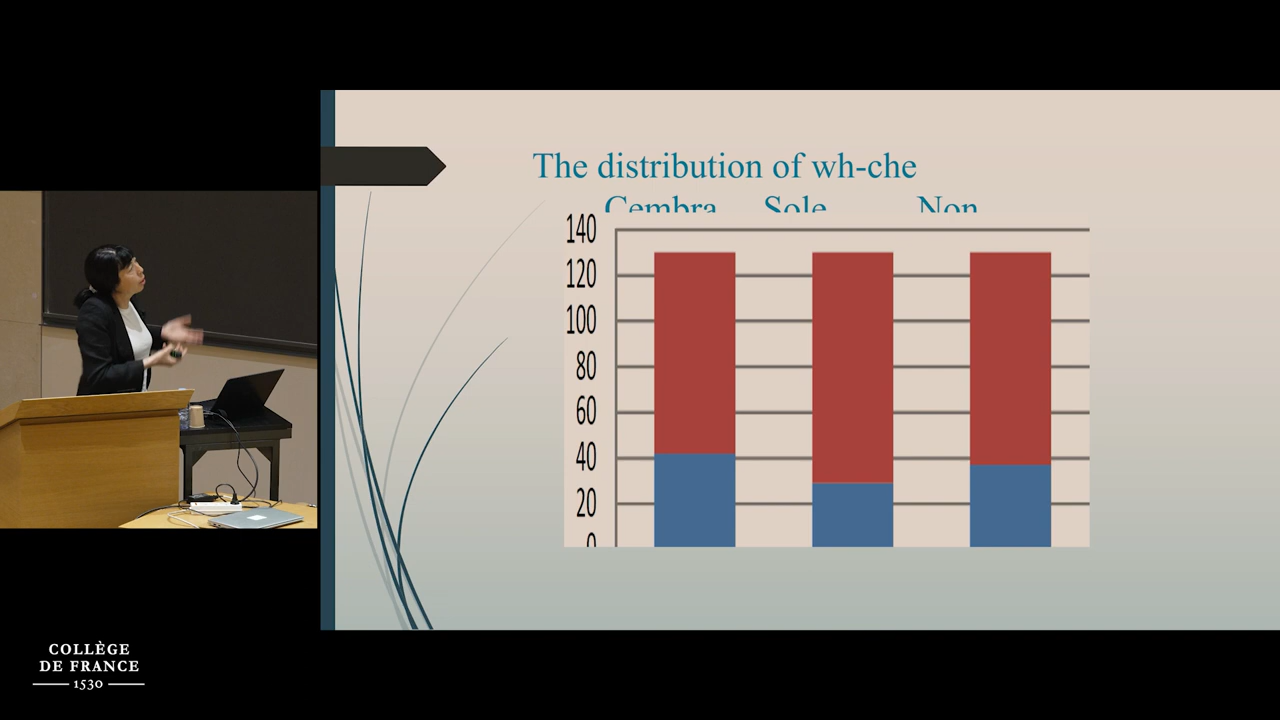 The distribution of wh-che
Cembra Sole Non
140
120
100
80
60
40
20
0
COLLÈGE
DE FRANCE
1530